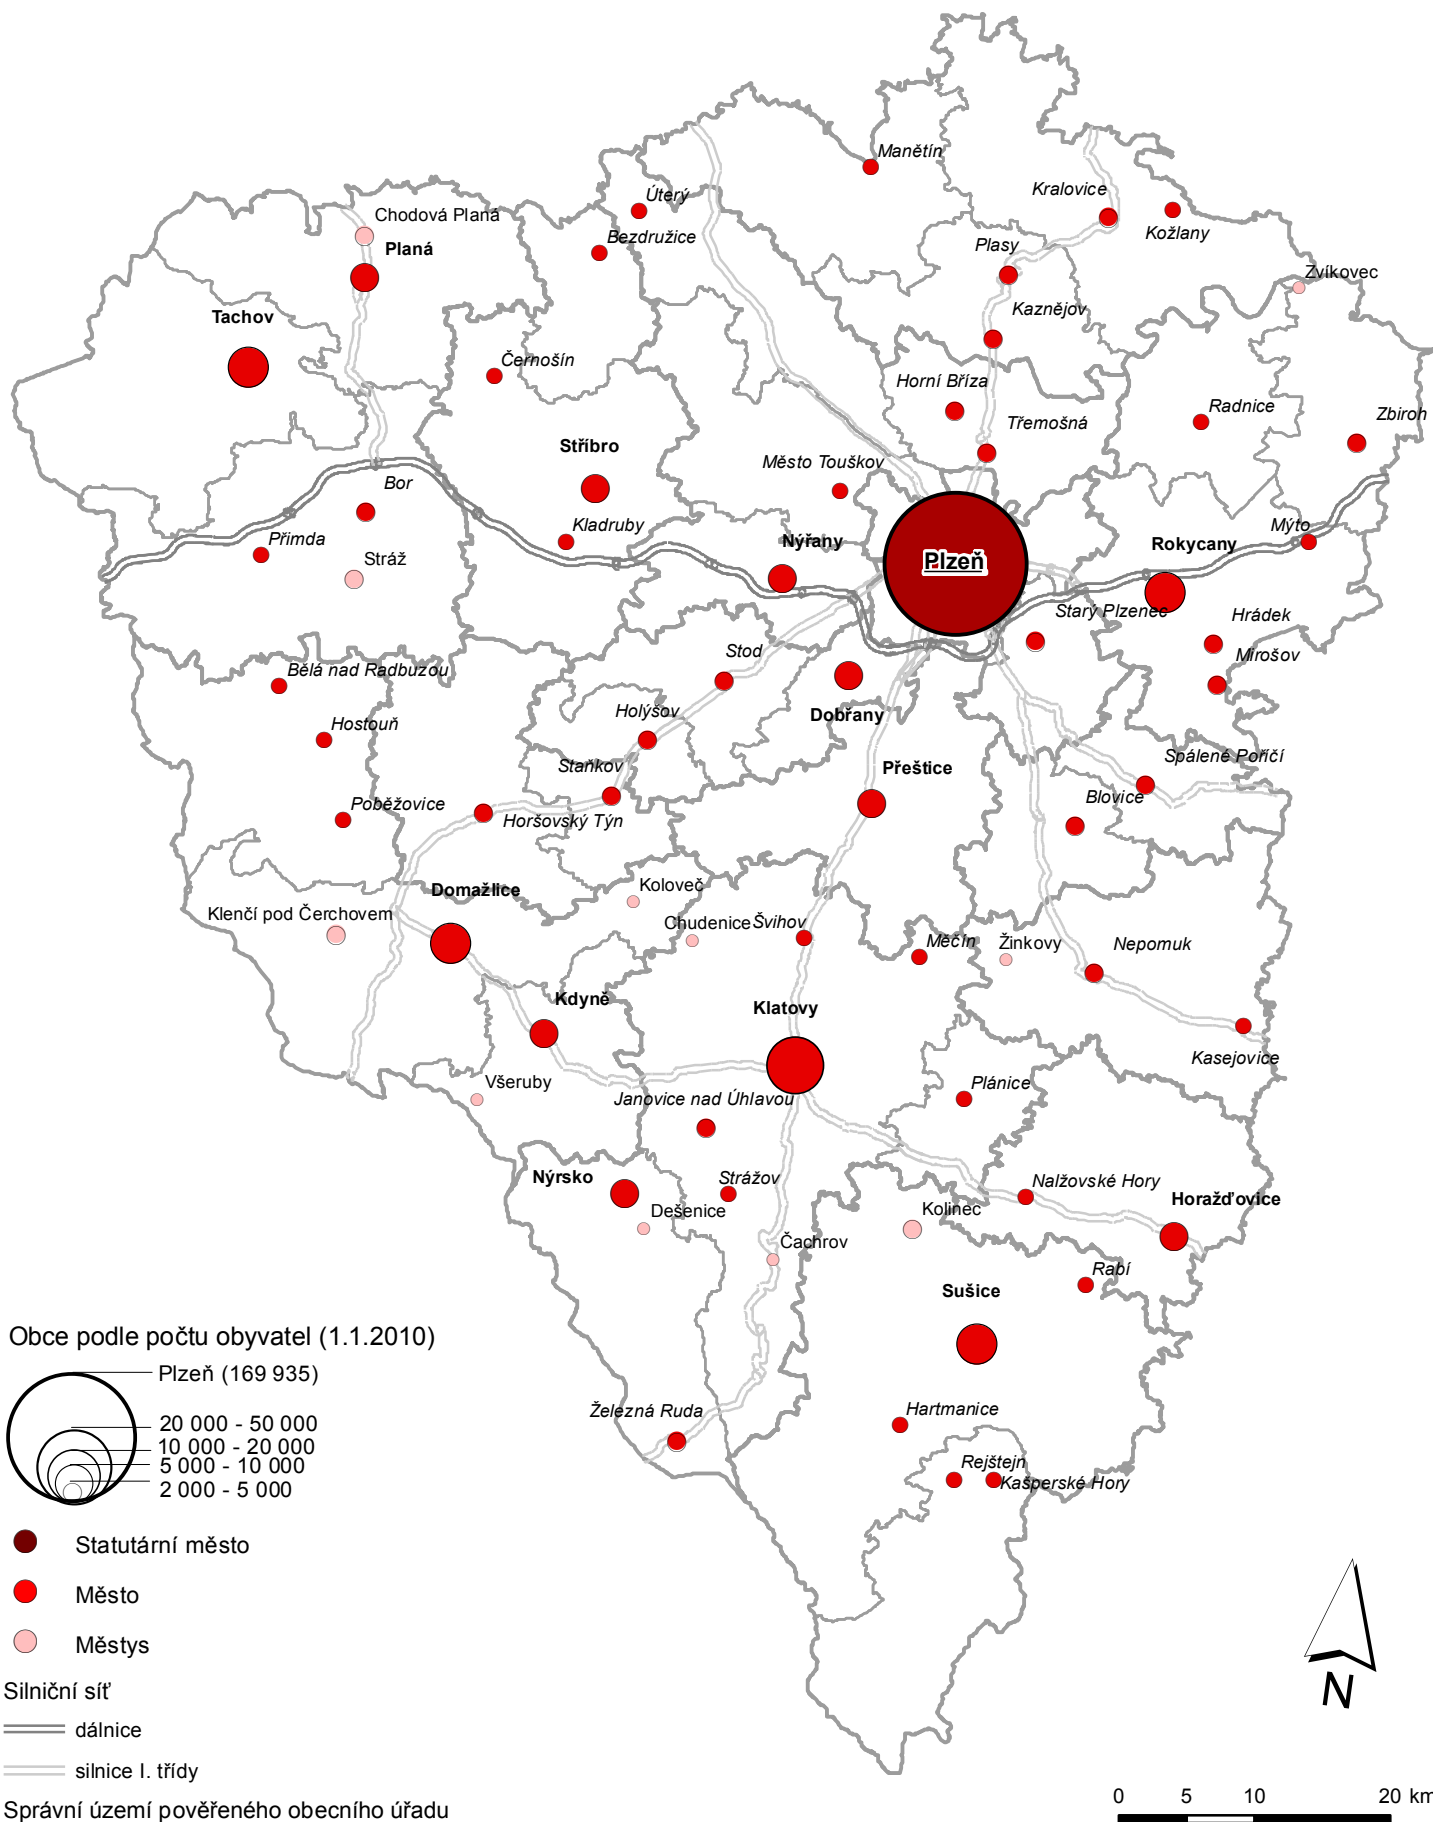 Manětín
Kralovice
Úterý
Chodová Planá
Kožlany
Bezdružice
Planá
Plasy
Zvíkovec
Kaznějov
Tachov
Černošín
Horní Bříza
Radnice
Zbiroh
Třemošná
Stříbro
Město Touškov
Bor
Kladruby
Mýto
Přimda
Nýřany
Rokycany
Stráž
Plzeň
Starý Plzenec
Hrádek
Stod
Mirošov
Bělá nad Radbuzou
Holýšov
Dobřany
Hostouň
Spálené Poříčí
Staňkov
Přeštice
Blovice
Poběžovice
Horšovský Týn
Domažlice
Koloveč
Klenčí pod Čerchovem
Chudenice
Švihov
Měčín
Žinkovy
Nepomuk
Kdyně
Klatovy
Kasejovice
Všeruby
Plánice
Janovice nad Úhlavou
Nýrsko
Strážov
Nalžovské Hory
Horažďovice
Dešenice
Kolinec
Čachrov
Rabí
Sušice
Železná Ruda
Hartmanice
Rejštejn
Kašperské Hory
Obce podle počtu obyvatel (1.1.2010)
Plzeň (169 935)
20 000 - 50 000
10 000 - 20 000
5 000 - 10 000
2 000 - 5 000
Statutární město
Město
Městys
Silniční síť
dálnice
silnice I. třídy
Správní území pověřeného obecního úřadu
N
0 5 10 20 km